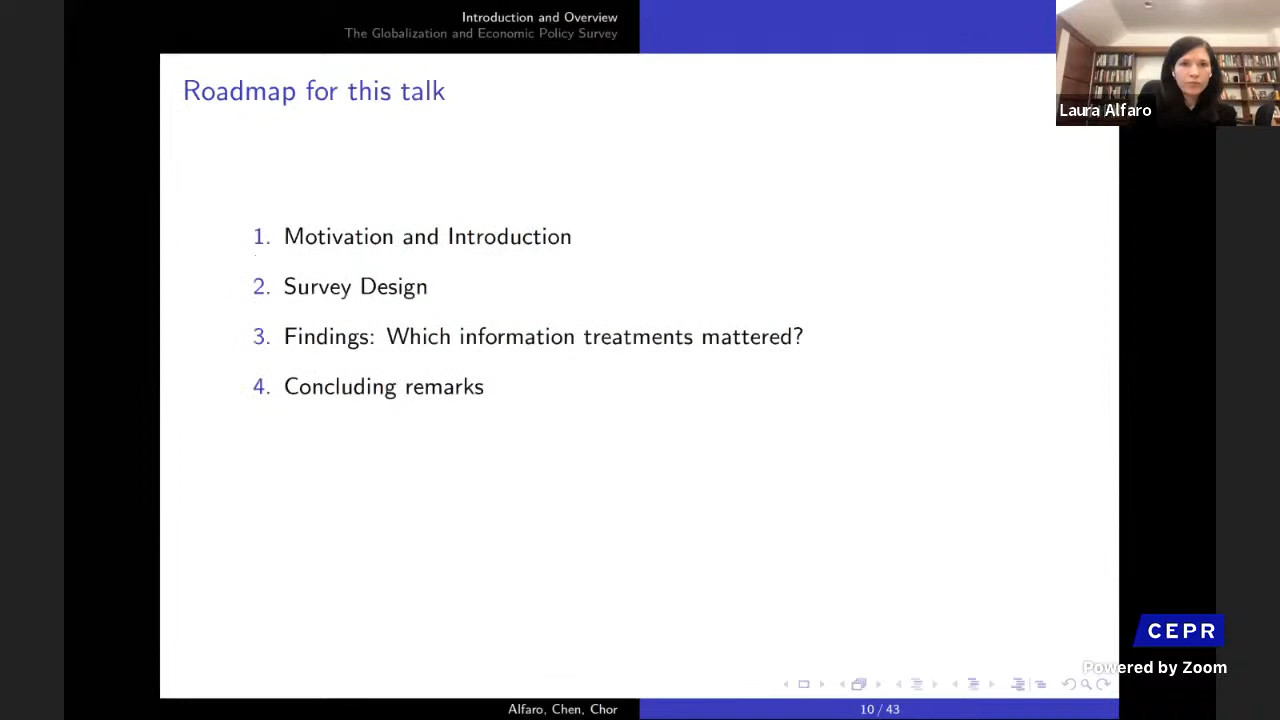 Introduction and Overview
The Globalization and Economic Policy Survey
Laura Alfaro
Roadmap for this talk
1. Motivation and Introduction
2. Survey Design
3. Findings: Which information treatments mattered?
4. Concluding remarks
CEPR
Powered by Zoom
Alfaro, Chen, Chor
10 / 43